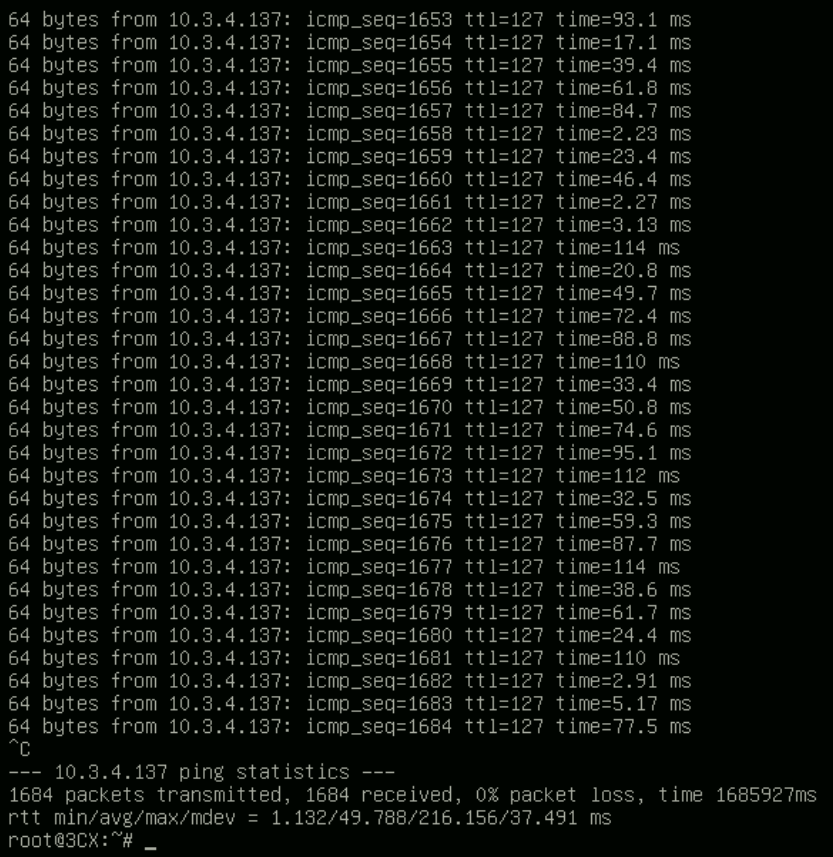 64 bytes from 10.3.4.137: icmp_seq=1653 ttl=127 time=93.1 ms
64 bytes from 10.3.4.137: icmp_seq=1654 ttl=127 time=17.1 ms
64 bytes from 10.3.4.137: icmp_seq=1655 ttl=127 time=39.4 ms
64 bytes from 10.3.4.137: icmp_seq=1656 ttl=127 time=61.8 ms
64 bytes from 10.3.4.137: icmp_seq=1657 ttl=127 time=84.7 ms
64 bytes from 10.3.4.137: icmp_seq=1658 ttl=127 time=2.23 ms
64 bytes from 10.3.4.137: icmp_seq=1659 ttl=127 time=23.4 ms
64 bytes from 10.3.4.137: icmp_seq=1660 ttl=127 time=46.4 ms
64 bytes from 10.3.4.137: icmp_seq=1661 ttl=127 time=2.27 ms
64 bytes from 10.3.4.137: icmp_seq=1662 ttl=127 time=3.13 ms
64 bytes from 10.3.4.137: icmp_seq=1663 ttl=127 time=114 ms
64 bytes from 10.3.4.137: icmp_seq=1664 ttl=127 time=20.8 ms
64 bytes from 10.3.4.137: icmp_seq=1665 ttl=127 time=49.7 ms
64 bytes from 10.3.4.137: icmp_seq=1666 ttl=127 time=72.4 ms
64 bytes from 10.3.4.137: icmp_seq=1667 ttl=127 time=88.8 ms
64 bytes from 10.3.4.137: icmp_seq=1668 ttl=127 time=110 ms
64 bytes from 10.3.4.137: icmp_seq=1669 ttl=127 time=33.4 ms
64 bytes from 10.3.4.137: icmp_seq=1670 ttl=127 time=50.8 ms
64 bytes from 10.3.4.137: icmp_seq=1671 ttl=127 time=74.6 ms
64 bytes from 10.3.4.137: icmp_seq=1672 ttl=127 time=95.1 ms
64 bytes from 10.3.4.137: icmp_seq=1673 ttl=127 time=112 ms
64 bytes from 10.3.4.137: icmp_seq=1674 ttl=127 time=32.5 ms
64 bytes from 10.3.4.137: icmp_seq=1675 ttl=127 time=59.3 ms
64 bytes from 10.3.4.137: icmp_seq=1676 ttl=127 time=87.7 ms
64 bytes from 10.3.4.137: icmp_seq=1677 ttl=127 time=114 ms
64 bytes from 10.3.4.137: icmp_seq=1678 ttl=127 time=38.6 ms
64 bytes from 10.3.4.137: icmp_seq=1679 ttl=127 time=61.7 ms
64 bytes from 10.3.4.137: icmp_seq=1680 ttl=127 time=24.4 ms
64 bytes from 10.3.4.137: icmp_seq=1681 ttl=127 time=110 ms
64 bytes from 10.3.4.137: icmp_seq=1682 ttl=127 time=2.91 ms
64 bytes from 10.3.4.137: icmp_seq=1683 ttl=127 time=5.17 ms
64 bytes from 10.3.4.137: icmp_seq=1684 ttl=127 time=77.5 ms
^C
--- 10.3.4.137 ping statistics ---
1684 packets transmitted, 1684 received, 0% packet loss, time 1685927ms
rtt min/avg/max/mdev = 1.132/49.788/216.156/37.491 ms
root@3CX:~# _